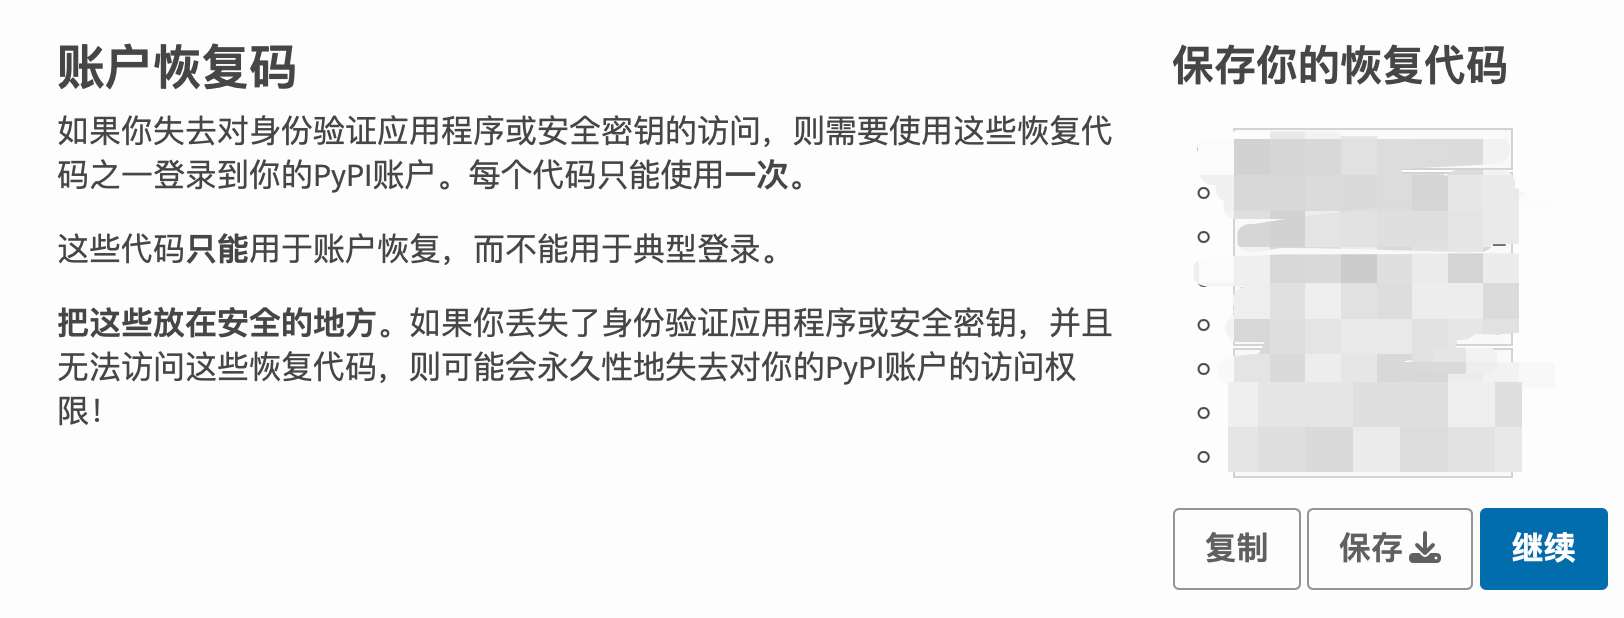 账户恢复码
如果你失去对身份验证应用程序或安全密钥的访问，则需要使用这些恢复代
码之一登录到你的PyPI账户。每个代码只能使用一次。
这些代码只能用于账户恢复，而不能用于典型登录。
把这些放在安全的地方。如果你丢失了身份验证应用程序或安全密钥，并且
无法访问这些恢复代码，则可能会永久性地失去对你的PyPI账户的访问权
限！
保存你的恢复代码
复制
保存
继续